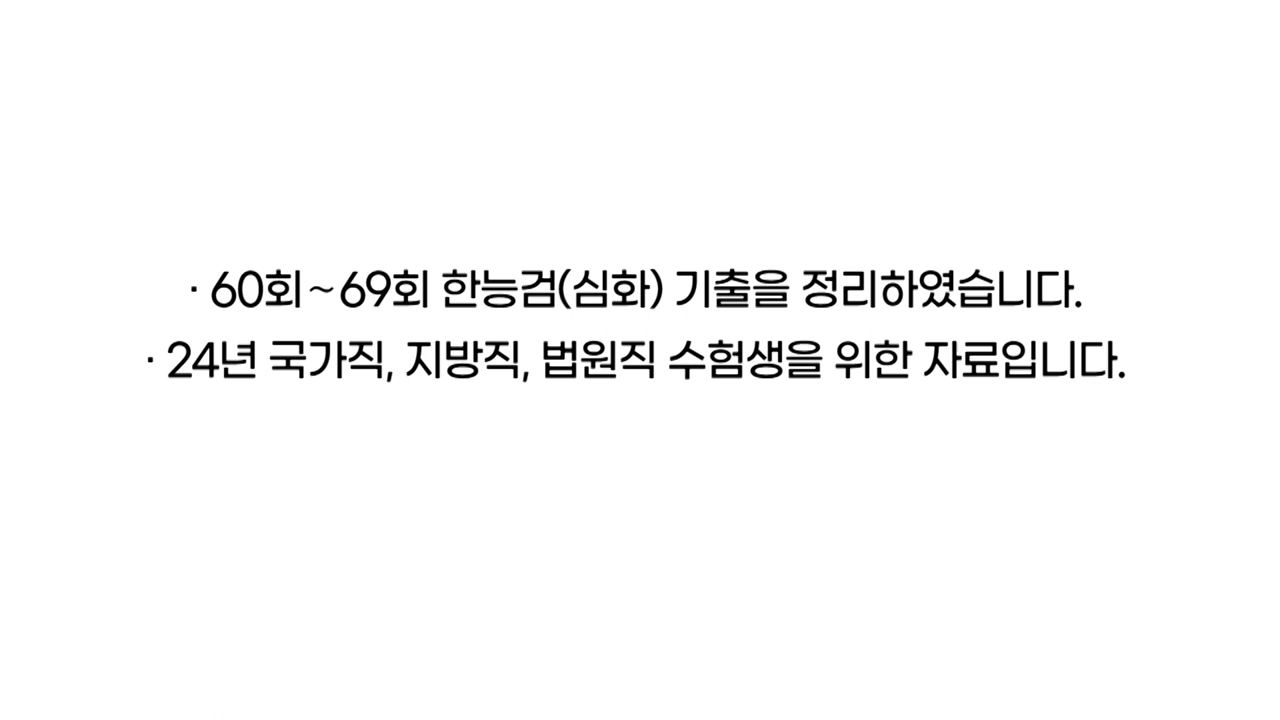 · 60회~69회 한능검(심화) 기출을 정리하였습니다.
· 24년 국가직, 지방직, 법원직 수험생을 위한 자료입니다.